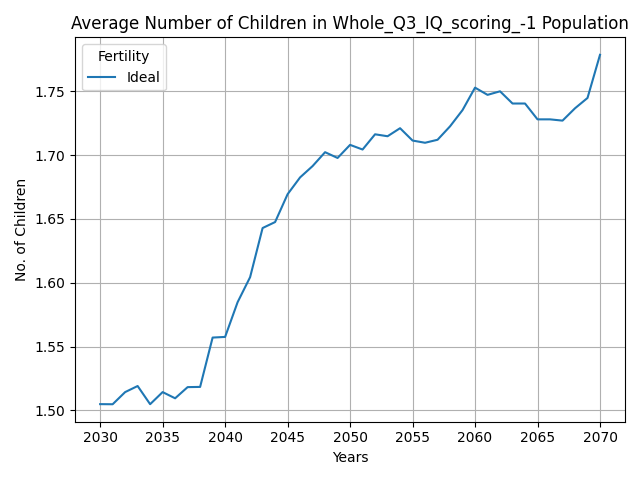 Average Number of Children in Whole_Q3_IQ_scoring_-1 Population
Fertility
Ideal
No. of Children
1.75
1.70
1.65
1.60
1.55
1.50
2030 2035 2040 2045 2050 2055 2060 2065 2070
Years